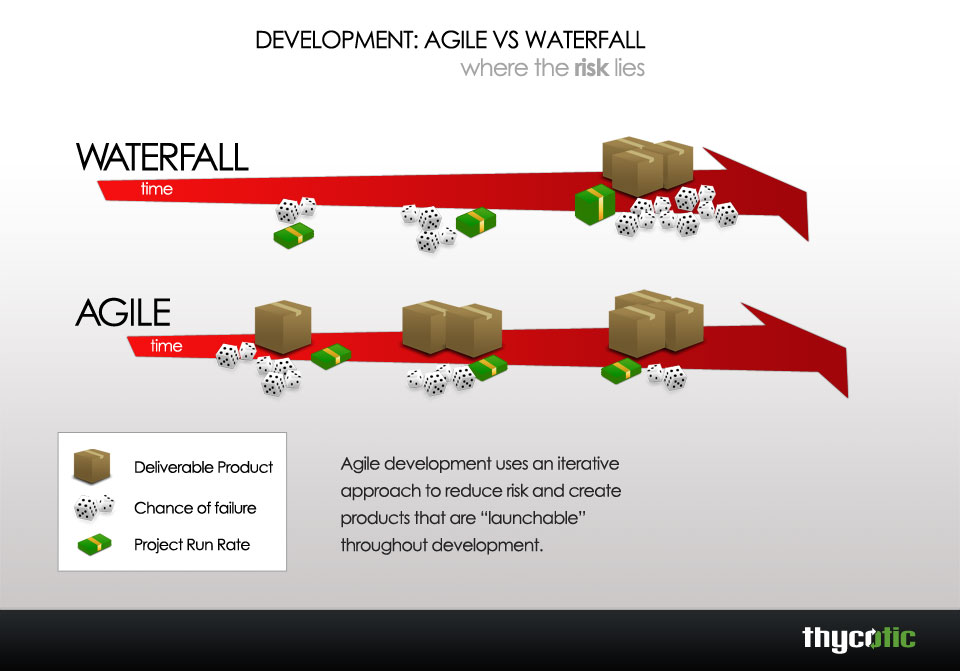 DEVELOPMENT: AGILE VS WATERFALL
where the risk lies
WATERFALL
time
AGILE
time
Deliverable Product
Chance of failure
Project Run Rate
Agile development uses an iterative
approach to reduce risk and create
products that are “launchable”
throughout development.
thycotic